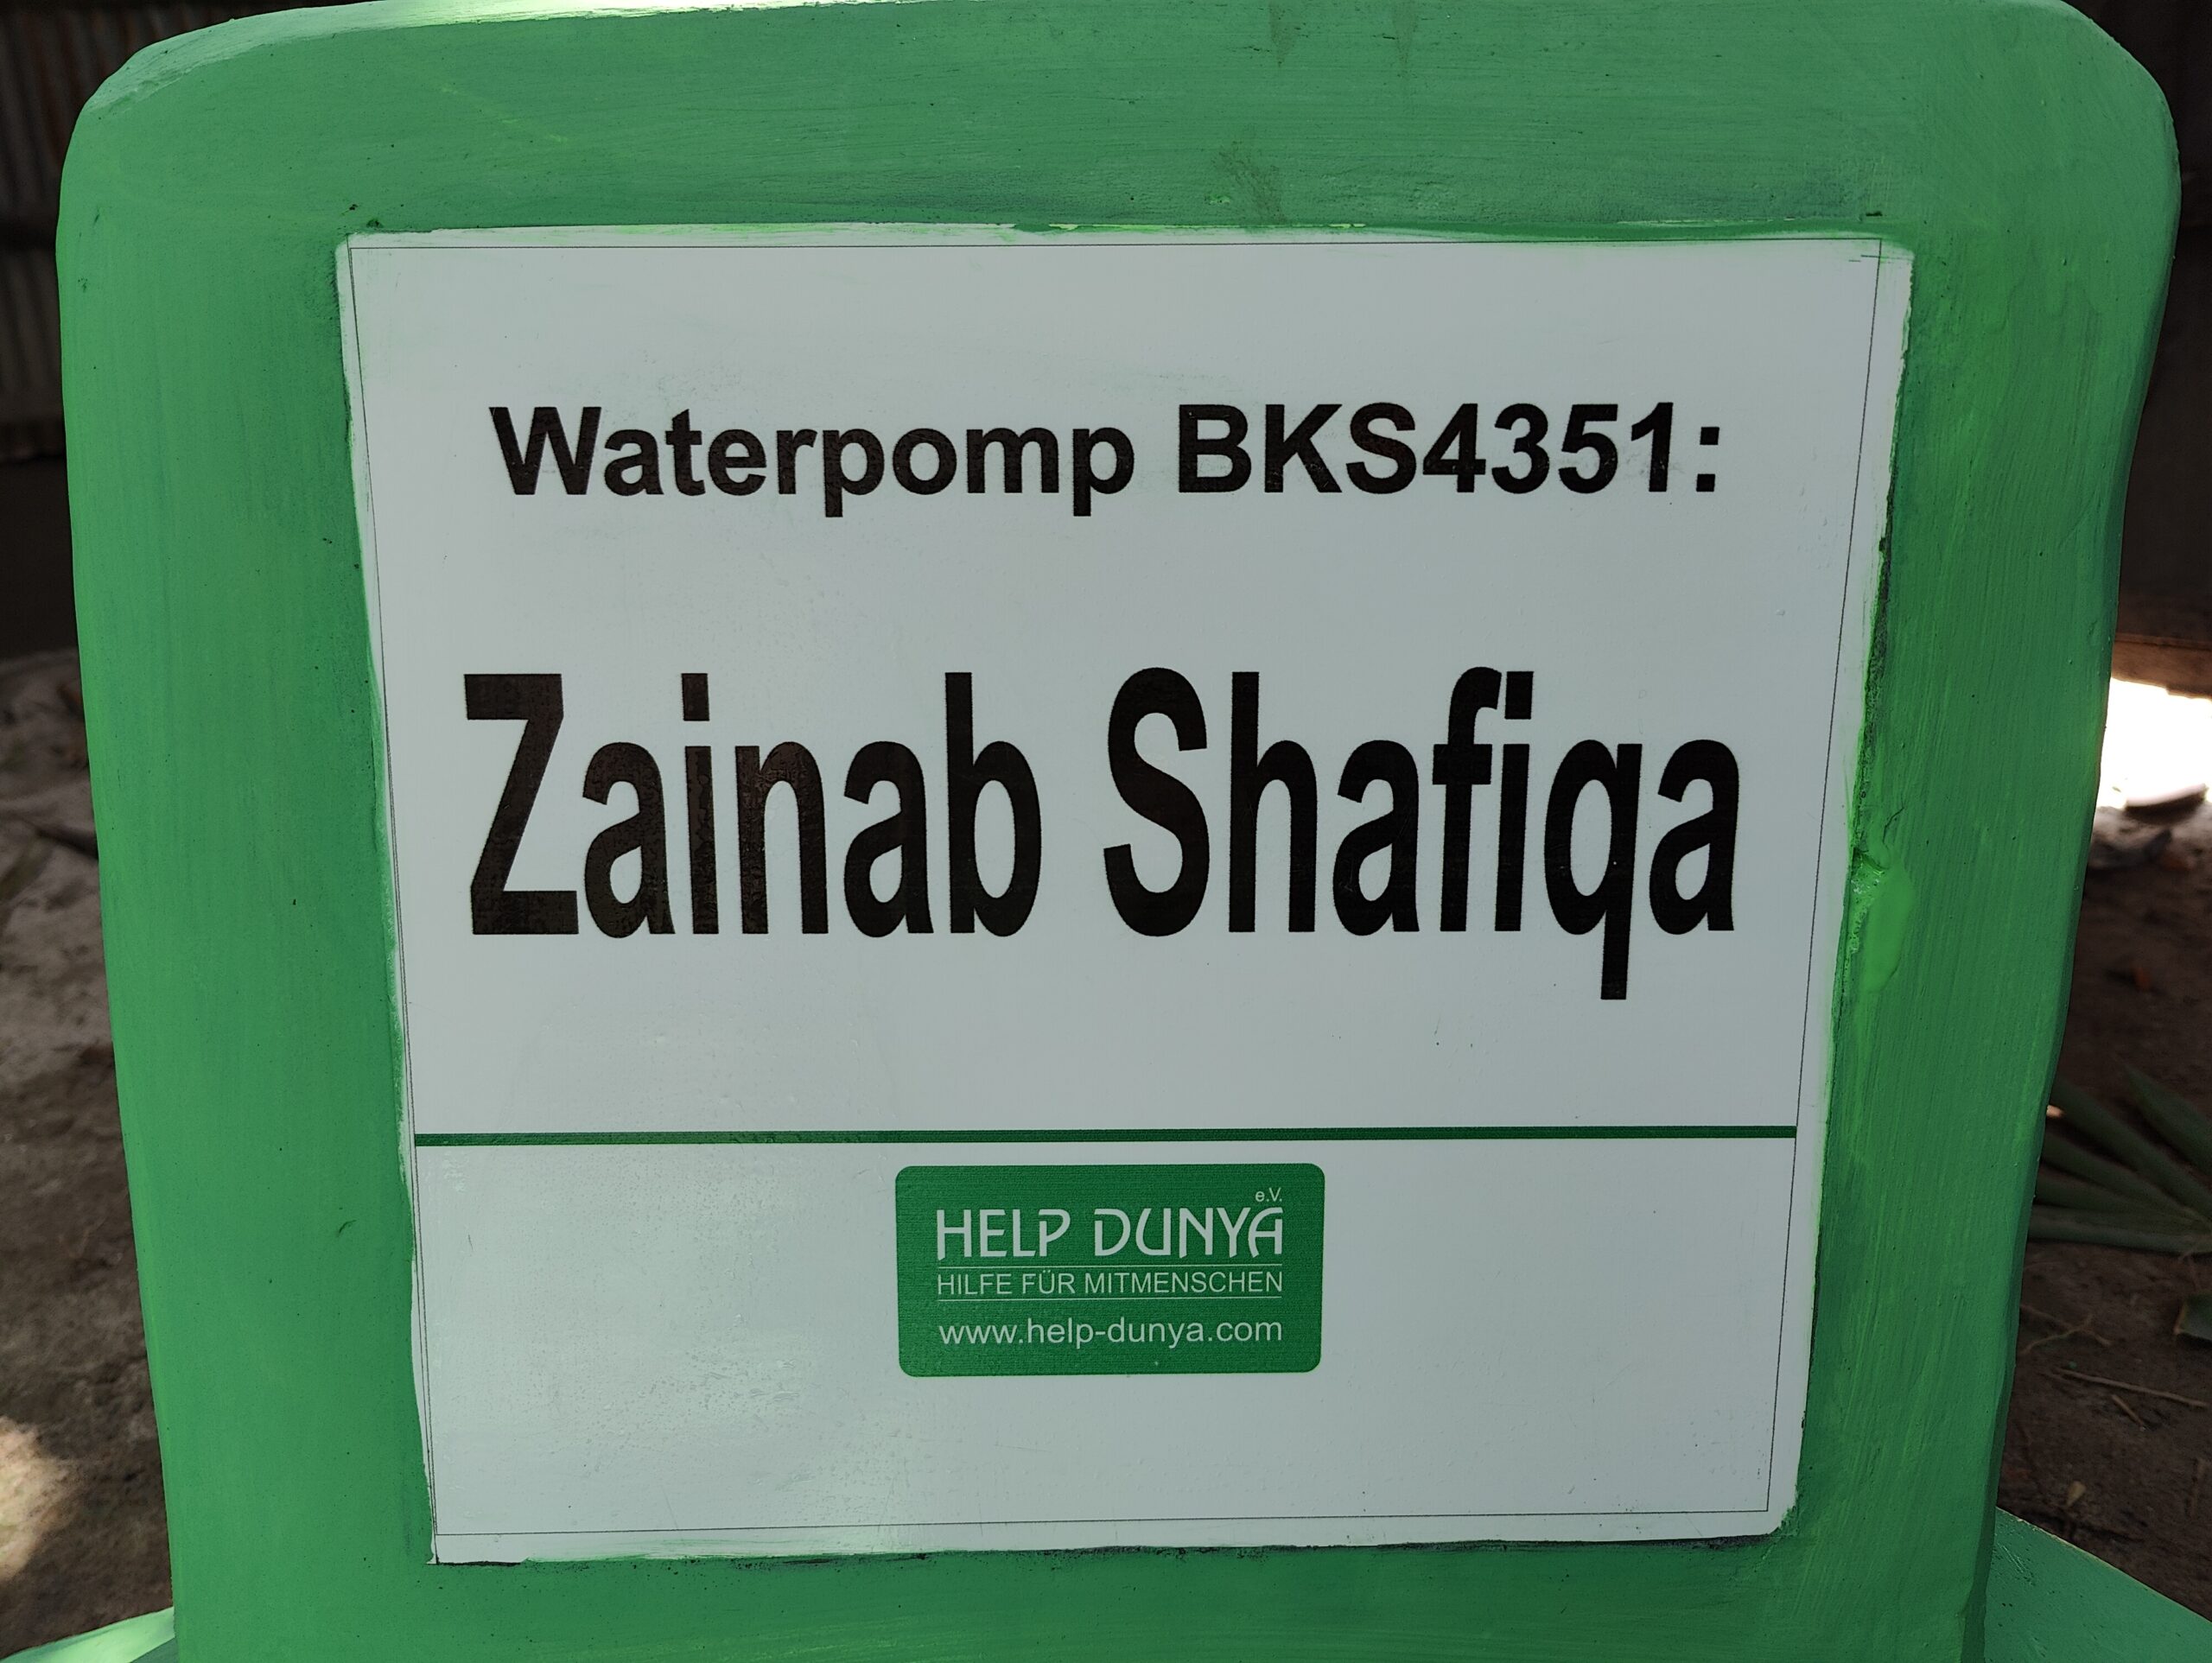 Waterpomp BKS4351:
Zainab Shafiqa
e.V.
HELP DUNYA
HILFE FÜR MITMENSCHEN
www.help-dunya.com